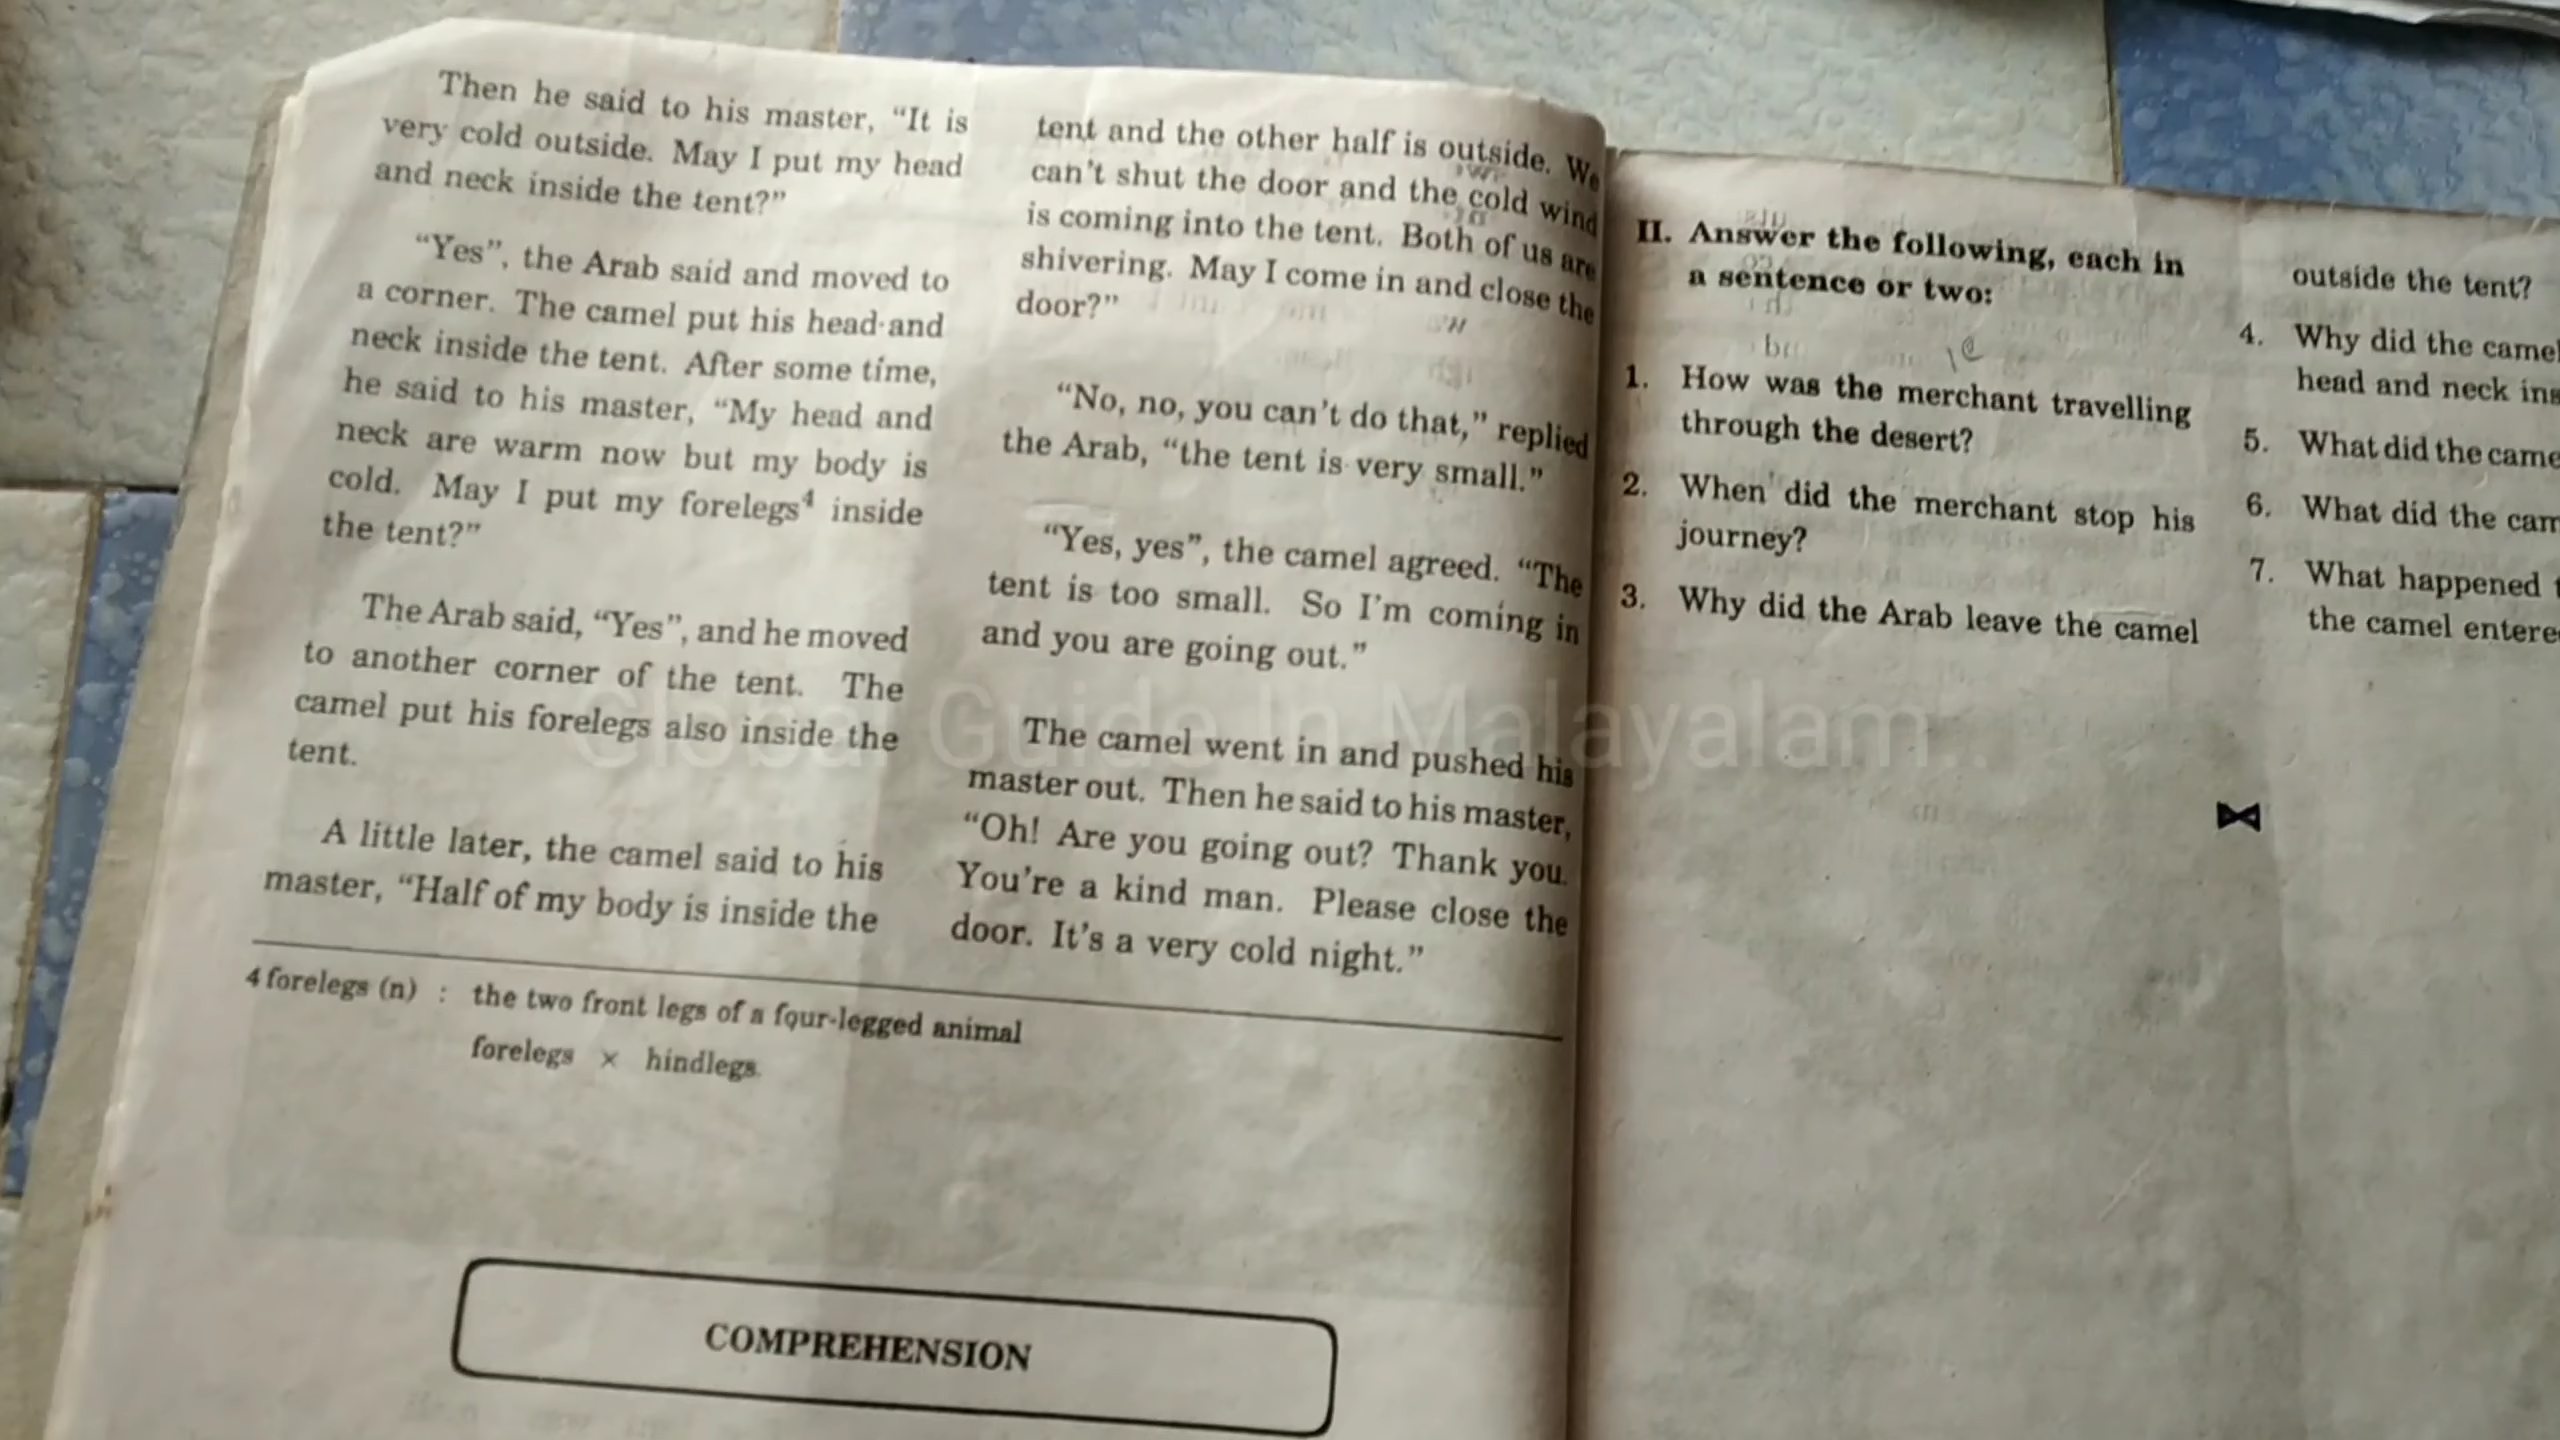 Then he said to his master, “It is
very cold outside. May I put my head
and neck inside the tent?”
“Yes”, the Arab said and moved to
a corner. The camel put his head and
neck inside the tent. After some time,
he said to his master, “My head and
neck are warm now but my body is
cold. May I put my forelegs4 inside
the tent?”
The Arab said, “Yes”, and he moved
to another corner of the tent. The
camel put his forelegs also inside the
tent.
A little later, the camel said to his
master, “Half of my body is inside the
tent and the other half is outside. We
can’t shut the door and the cold wind
is coming into the tent. Both of us are
shivering. May I come in and close the
door?”
“No, no, you can’t do that,” replied
the Arab, “the tent is very small.”
“Yes, yes”, the camel agreed. “The
tent is too small. So I’m coming in
and you are going out.”
The camel went in and pushed his
master out. Then he said to his master,
“Oh! Are you going out? Thank you.
You’re a kind man. Please close the
door. It’s a very cold night.”
4 forelegs (n) : the two front legs of a four-legged animal
forelegs × hindlegs
COMPREHENSION
II. Answer the following, each in
a sentence or two:
1. How was the merchant travelling
through the desert?
2. When did the merchant stop his
journey?
3. Why did the Arab leave the camel
outside the tent?
4. Why did the camel
head and neck
5. What did the
6. What did the
7. What happened
the camel
Global Guide In Malayalam .